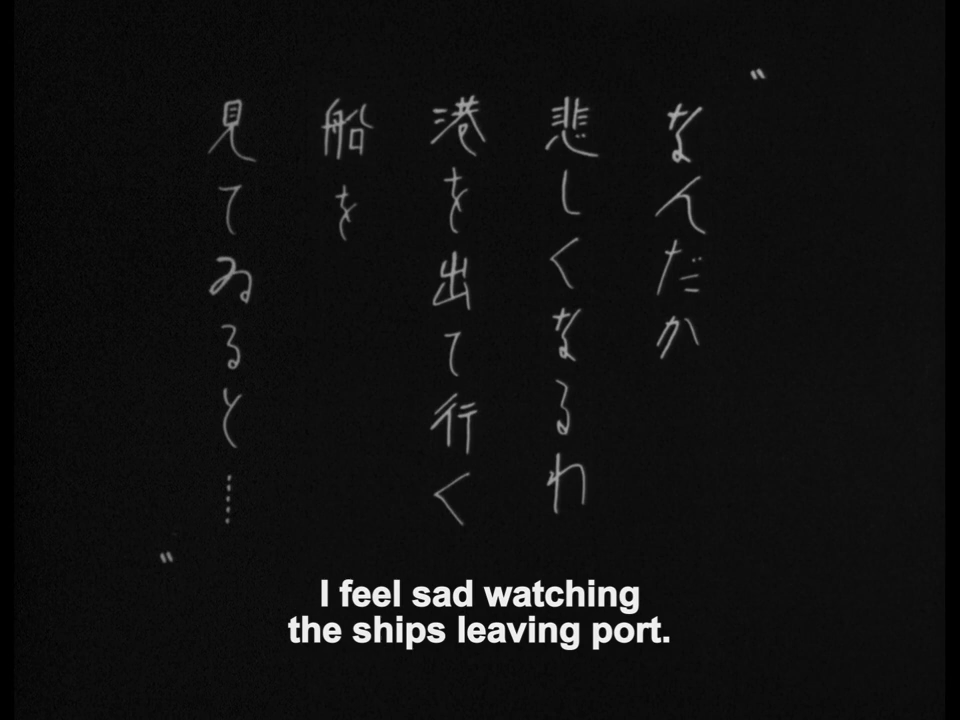 〝
なんだか
悲しくなるわ
港を出て行く
船を
見てゐると……
〞
I feel sad watching
the ships leaving port.